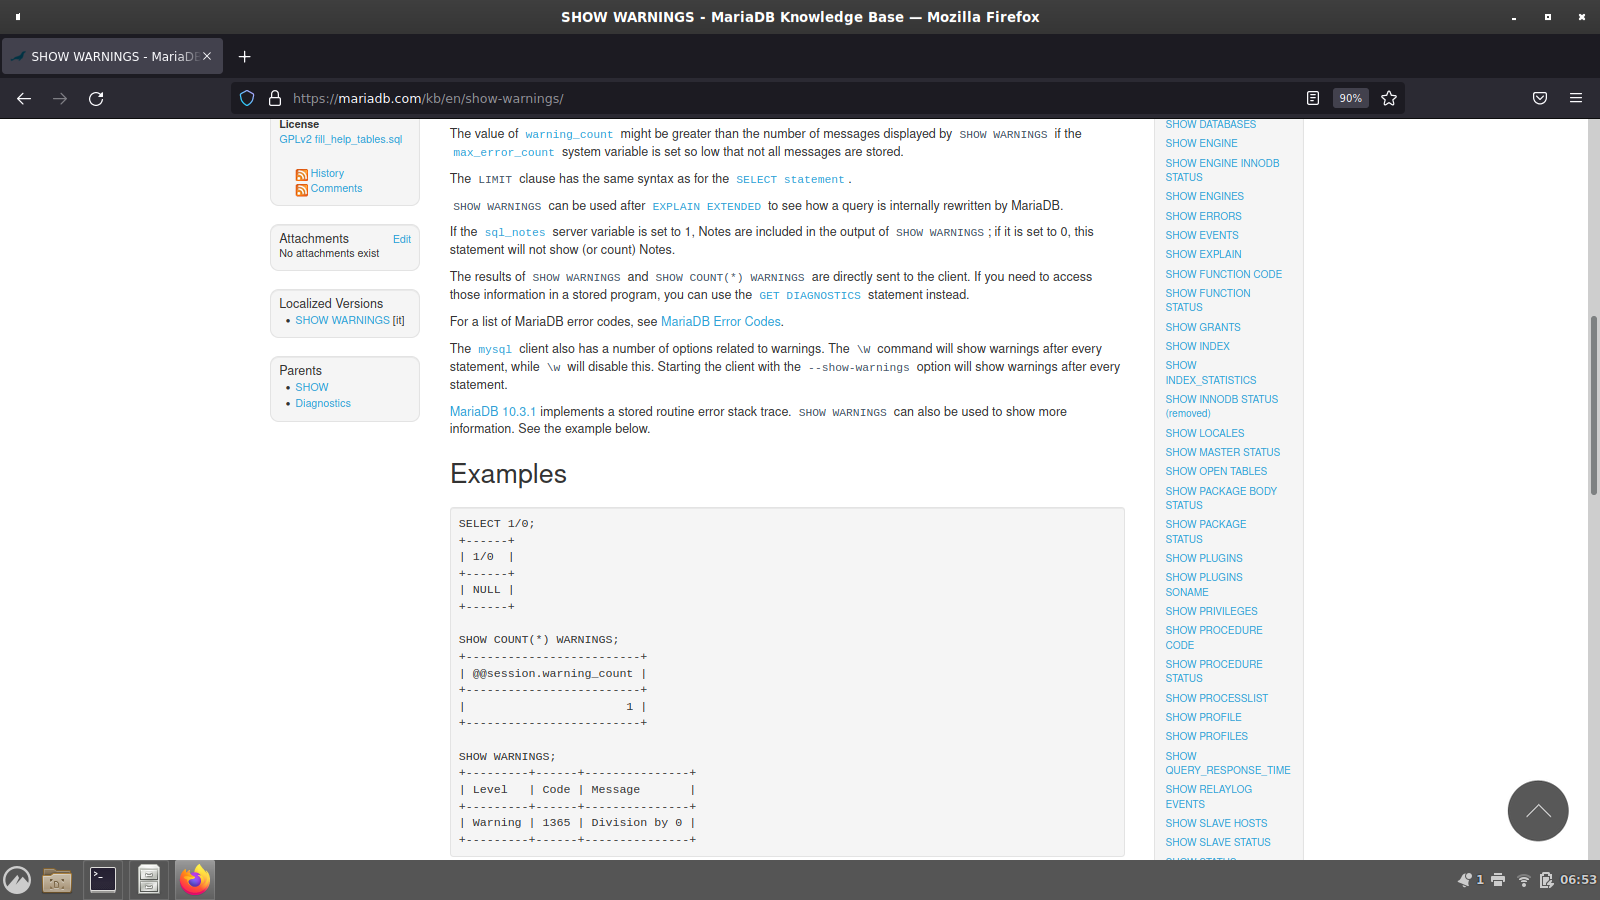 SHOW WARNINGS - MariaDB Knowledge Base — Mozilla Firefox
SHOW WARNINGS - MariaDB
https://mariadb.com/kb/en/show-warnings/
90%
License
GPLv2 fill_help_tables.sql
History
Comments
Attachments Edit
No attachments exist
Localized Versions
• SHOW WARNINGS [it]
Parents
• SHOW
• Diagnostics
The value of warning_count might be greater than the number of messages displayed by SHOW WARNINGS if the
max_error_count system variable is set so low that not all messages are stored.
The LIMIT clause has the same syntax as for the SELECT statement.
SHOW WARNINGS can be used after EXPLAIN EXTENDED to see how a query is internally rewritten by MariaDB.
If the sql_notes server variable is set to 1, Notes are included in the output of SHOW WARNINGS ; if it is set to 0, this
statement will not show (or count) Notes.
The results of SHOW WARNINGS and SHOW COUNT(*) WARNINGS are directly sent to the client. If you need to access
those information in a stored program, you can use the GET DIAGNOSTICS statement instead.
For a list of MariaDB error codes, see MariaDB Error Codes.
The mysql client also has a number of options related to warnings. The \W command will show warnings after every
statement, while \w will disable this. Starting the client with the --show-warnings option will show warnings after every
statement.
MariaDB 10.3.1 implements a stored routine error stack trace. SHOW WARNINGS can also be used to show more
information. See the example below.
Examples
SELECT 1/0;
+------+
| 1/0  |
+------+
| NULL |
+------+
SHOW COUNT(*) WARNINGS;
+-------------------------+
| @@session.warning_count |
+-------------------------+
|                       1 |
+-------------------------+
SHOW WARNINGS;
+---------+------+---------------+
| Level   | Code | Message       |
+---------+------+---------------+
| Warning | 1365 | Division by 0 |
+---------+------+---------------+
SHOW DATABASES
SHOW ENGINE
SHOW ENGINE INNODB
STATUS
SHOW ENGINES
SHOW ERRORS
SHOW EVENTS
SHOW EXPLAIN
SHOW FUNCTION CODE
SHOW FUNCTION
STATUS
SHOW GRANTS
SHOW INDEX
SHOW
INDEX_STATISTICS
SHOW INNODB STATUS
(removed)
SHOW LOCALES
SHOW MASTER STATUS
SHOW OPEN TABLES
SHOW PACKAGE BODY
STATUS
SHOW PACKAGE
STATUS
SHOW PLUGINS
SHOW PLUGINS
SONAME
SHOW PRIVILEGES
SHOW PROCEDURE
CODE
SHOW PROCEDURE
STATUS
SHOW PROCESSLIST
SHOW PROFILE
SHOW PROFILES
SHOW
QUERY_RESPONSE_TIME
SHOW RELAYLOG
EVENTS
SHOW SLAVE HOSTS
SHOW SLAVE STATUS
SHOW STATUS
1
06:53